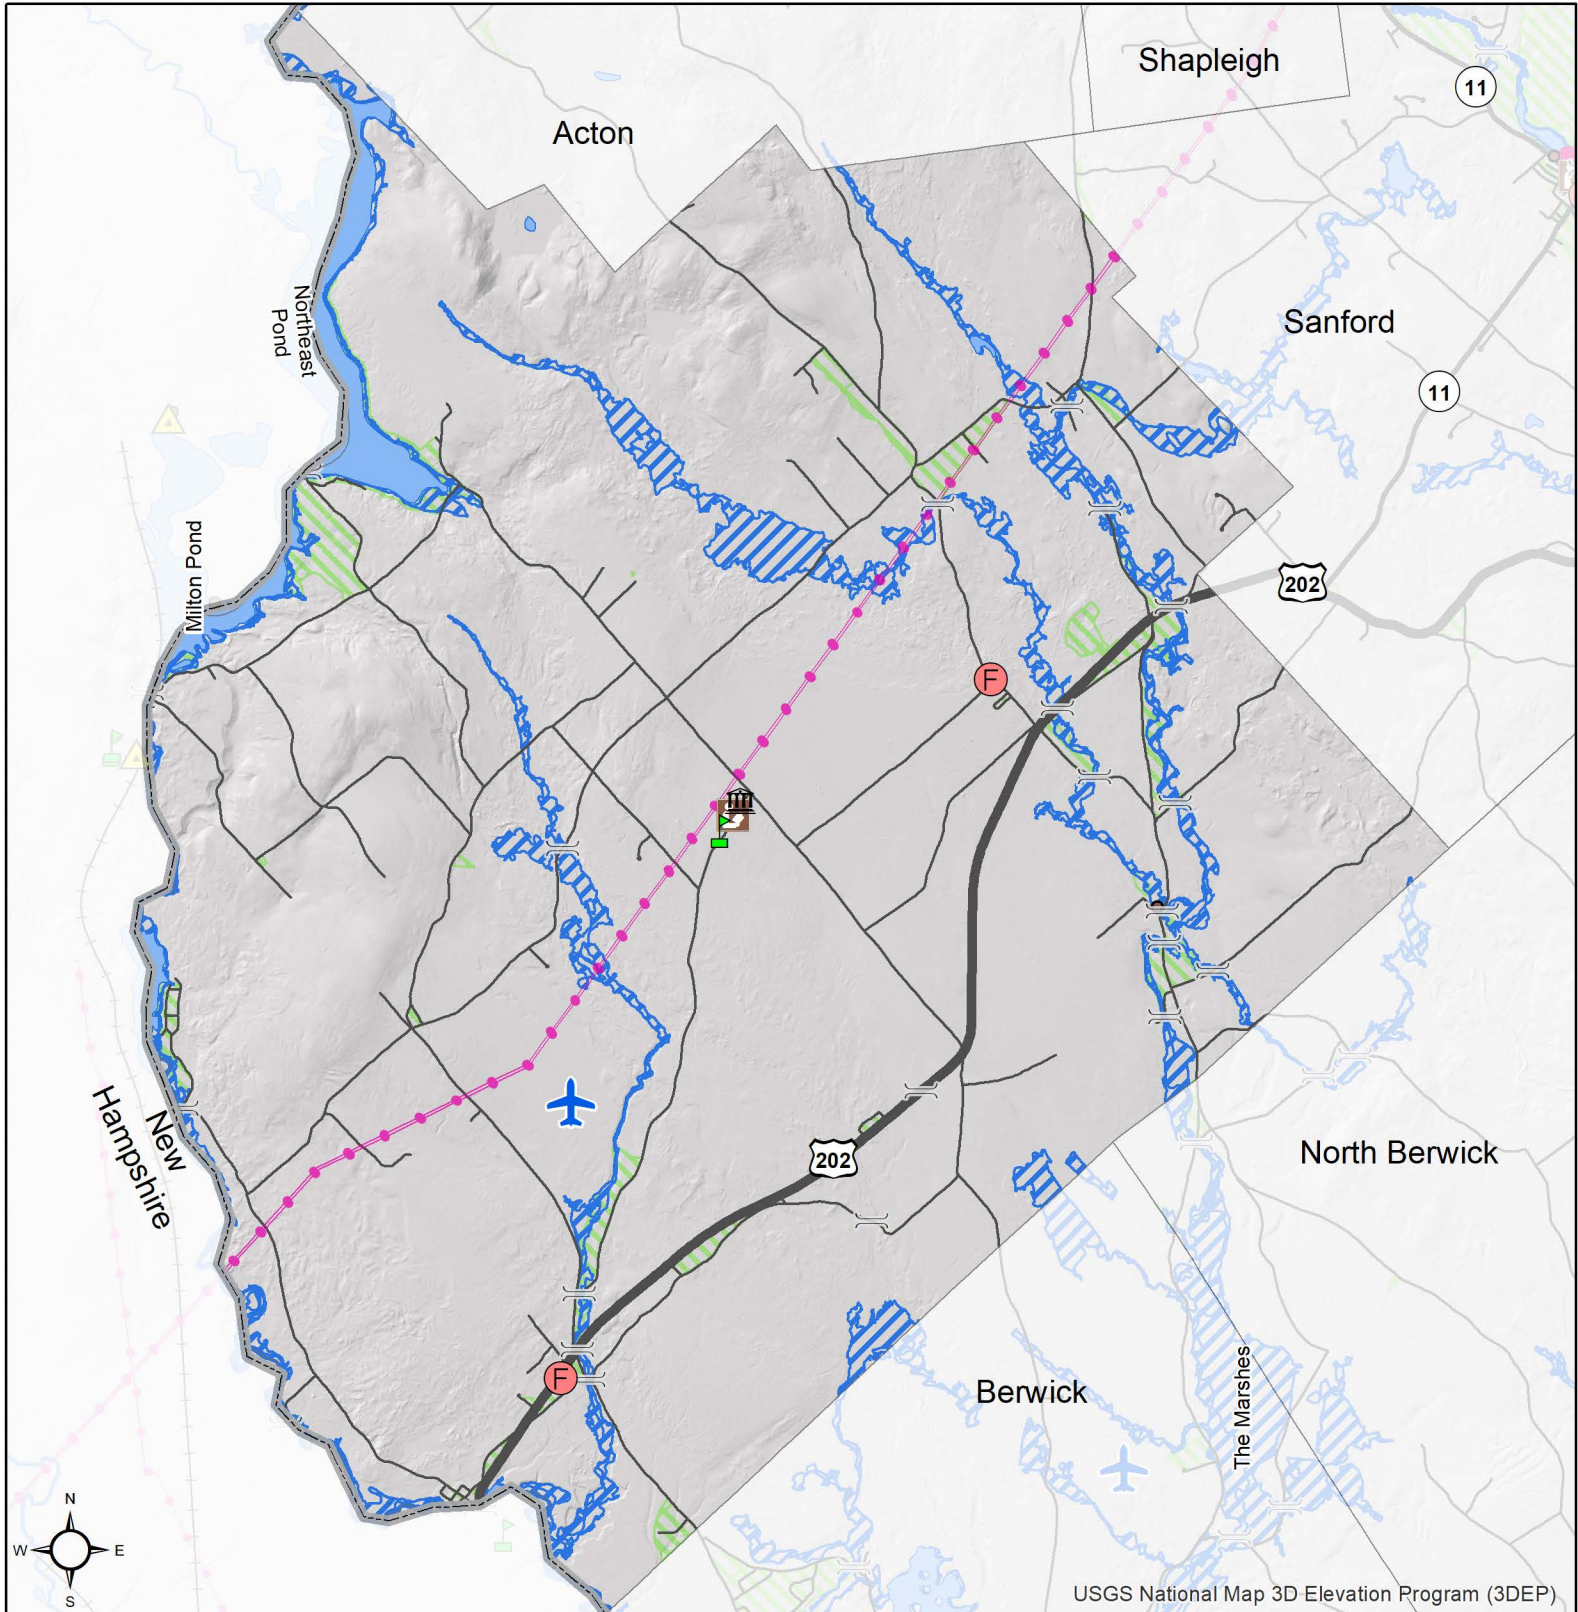 Shapleigh
11
Acton
Sanford
Northeast
Pond
11
202
Milton Pond
F
New
Hampshire
202
North Berwick
F
Berwick
The Marshes
N
W
E
S
USGS National Map 3D Elevation Program (3DEP)